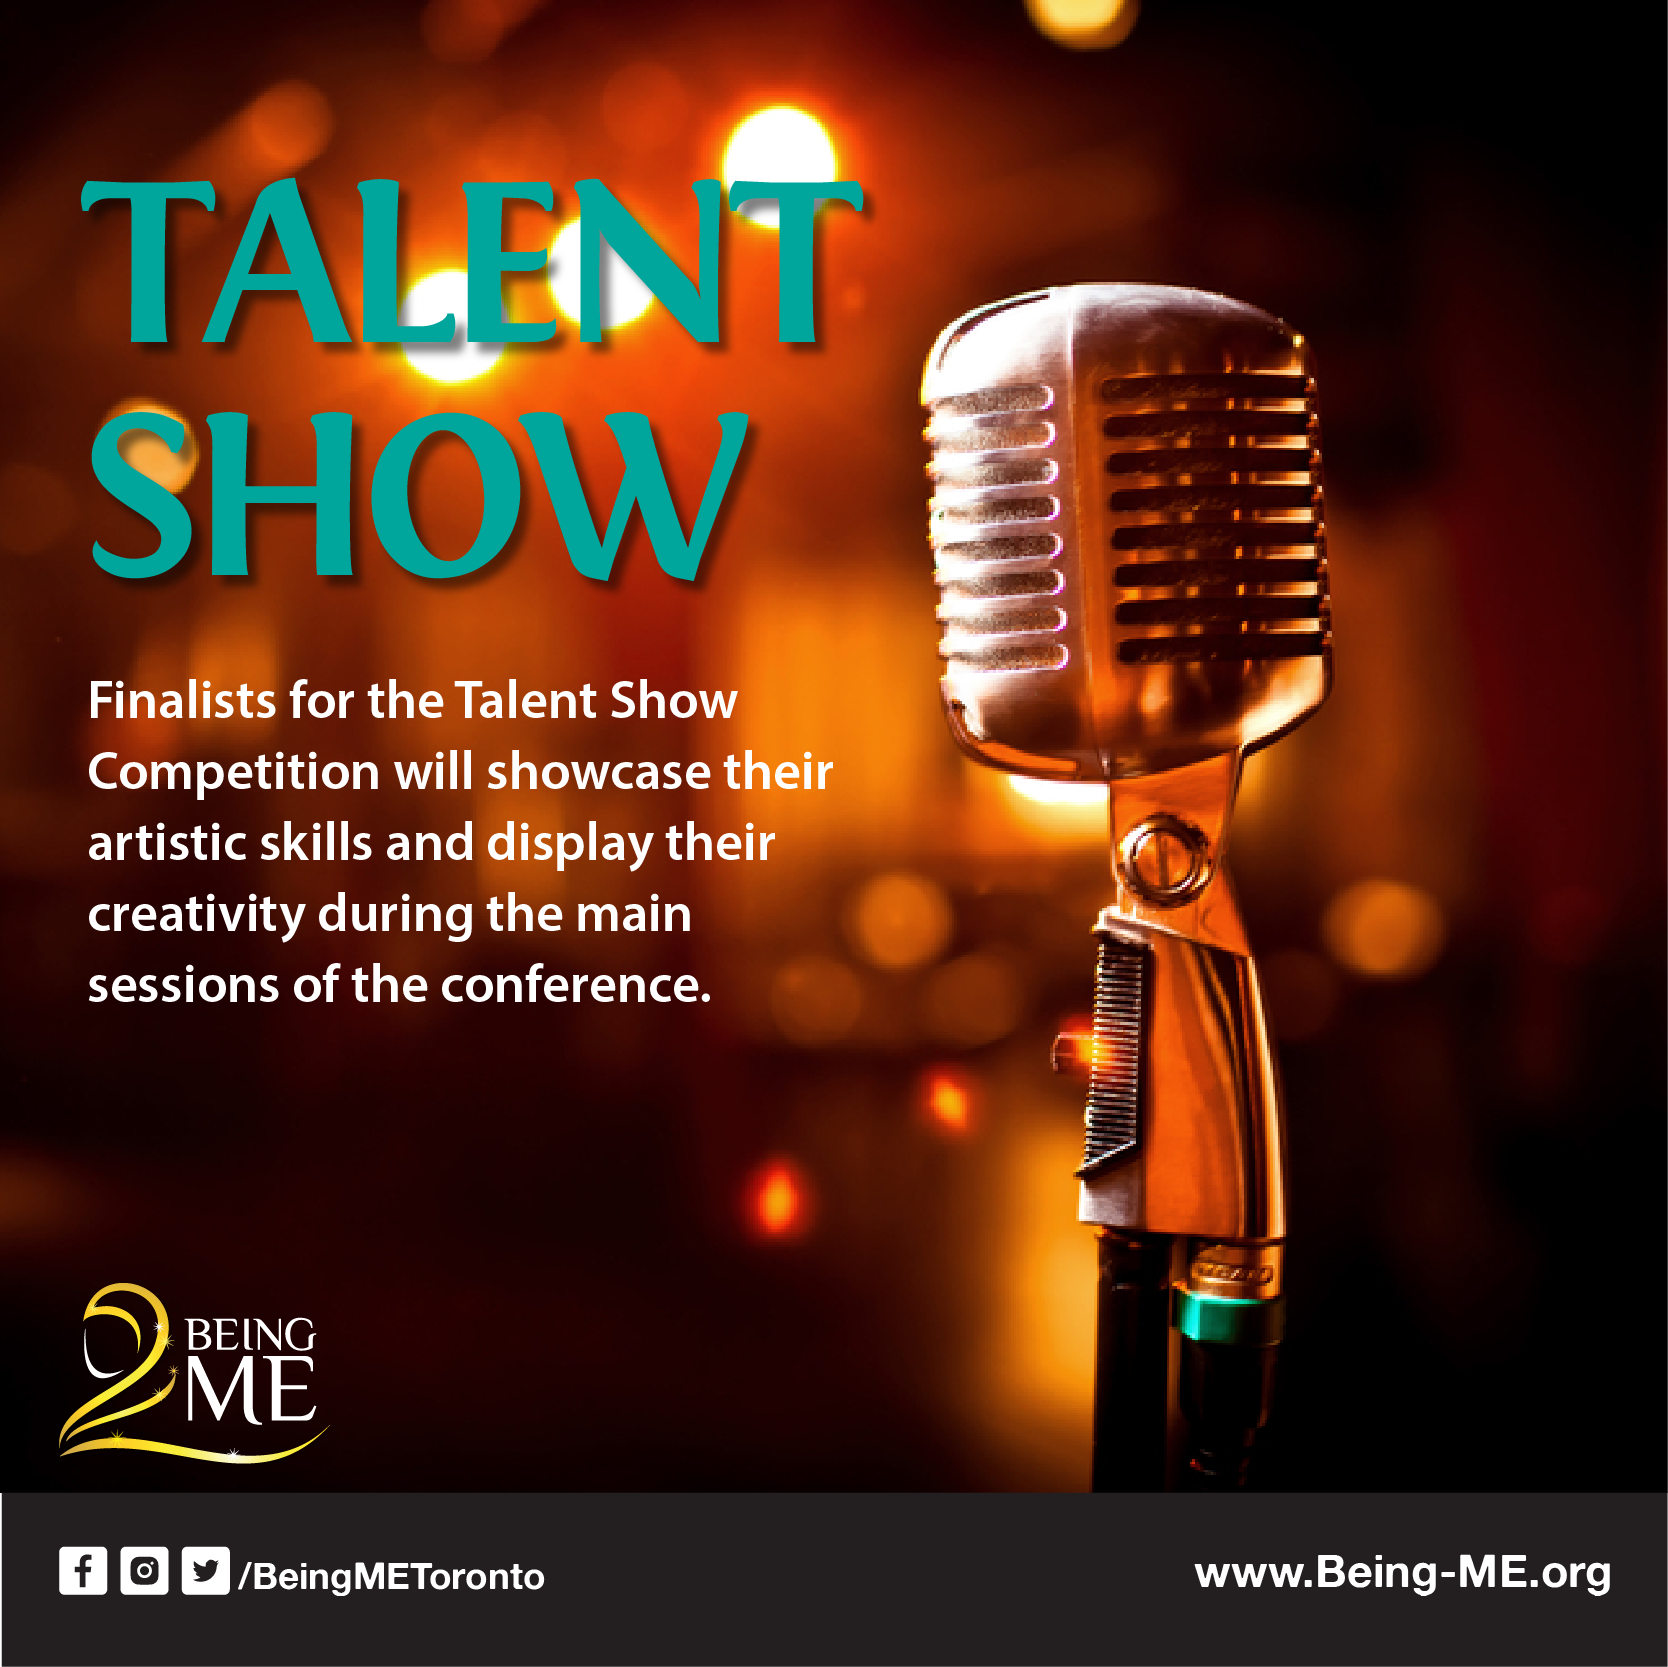 TALENT
SHOW
Finalists for the Talent Show
Competition will showcase their
artistic skills and display their
creativity during the main
sessions of the conference.
BEING
ME
/BeingMEToronto
www.Being-ME.org